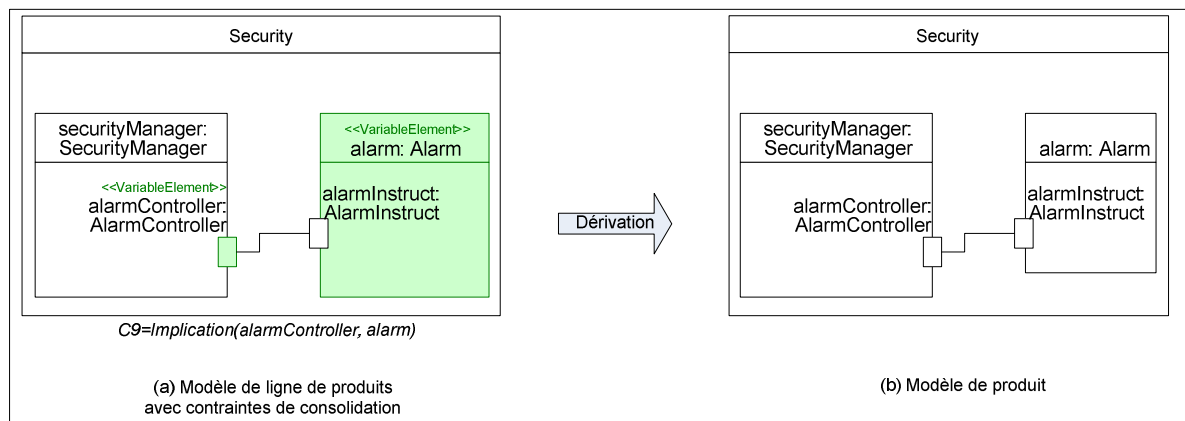 Security
securityManager:
SecurityManager
<<VariableElement>>
alarmController:
AlarmController
<<VariableElement>>
alarm: Alarm
alarmInstruct:
AlarmInstruct
C9=Implication(alarmController, alarm)
(a) Modèle de ligne de produits
avec contraintes de consolidation
Dérivation
Security
securityManager:
SecurityManager
alarmController:
AlarmController
alarm: Alarm
alarmInstruct:
AlarmInstruct
(b) Modèle de produit